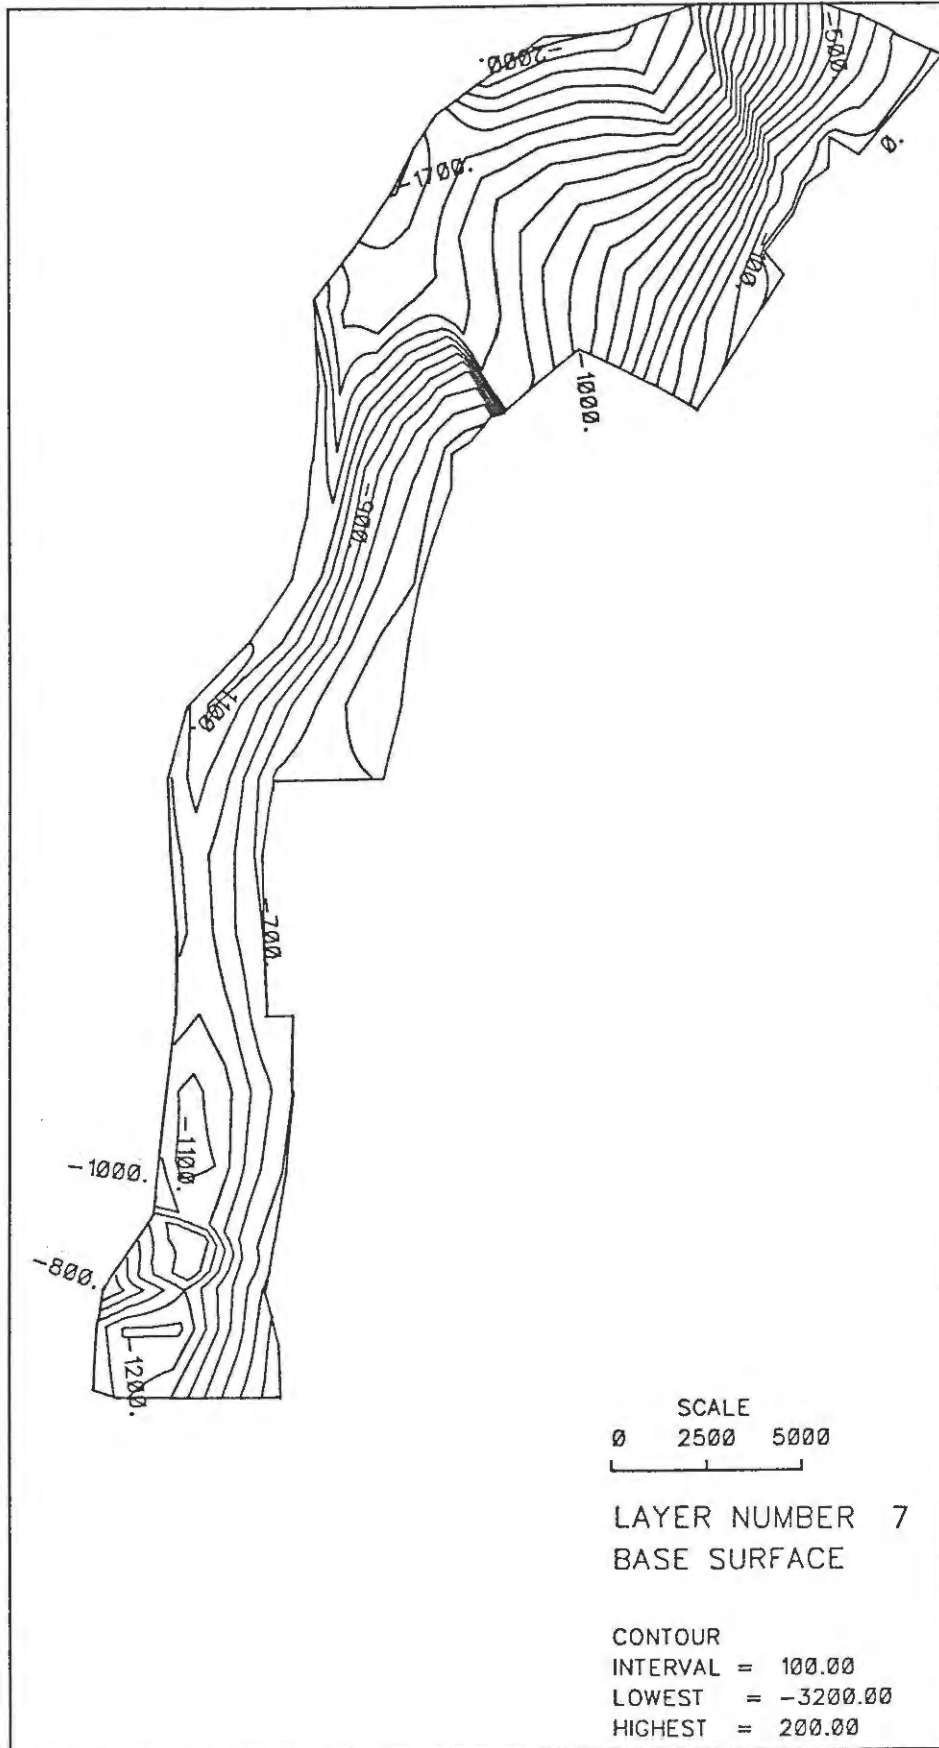 -2000.
-500.
0.
-1700.
-100.
-1000.
-900.
-1100.
-700.
-1100.
-1000.
-800.
-1200.
SCALE
0 2500 5000
LAYER NUMBER 7
BASE SURFACE
CONTOUR
INTERVAL = 100.00
LOWEST = -3200.00
HIGHEST = 200.00